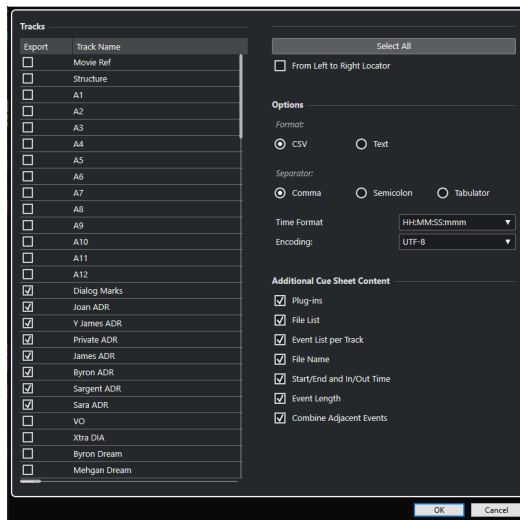 Tracks
Export Track Name
Movie Ref
Structure
A1
A2
A3
A4
A5
A6
A7
A8
A9
A10
A11
A12
Dialog Marks
Joan ADR
Y James ADR
Private ADR
James ADR
Byron ADR
Sargent ADR
Sara ADR
VO
Xtra DIA
Byron Dream
Mehgan Dream
Select All
From Left to Right Locator
Options
Format:
CSV Text
Separator:
Comma Semicolon Tabulator
Time Format HH:MM:SS:mmm
Encoding: UTF-8
Additional Cue Sheet Content
Plug-ins
File List
Event List per Track
File Name
Start/End and In/Out Time
Event Length
Combine Adjacent Events
OK Cancel